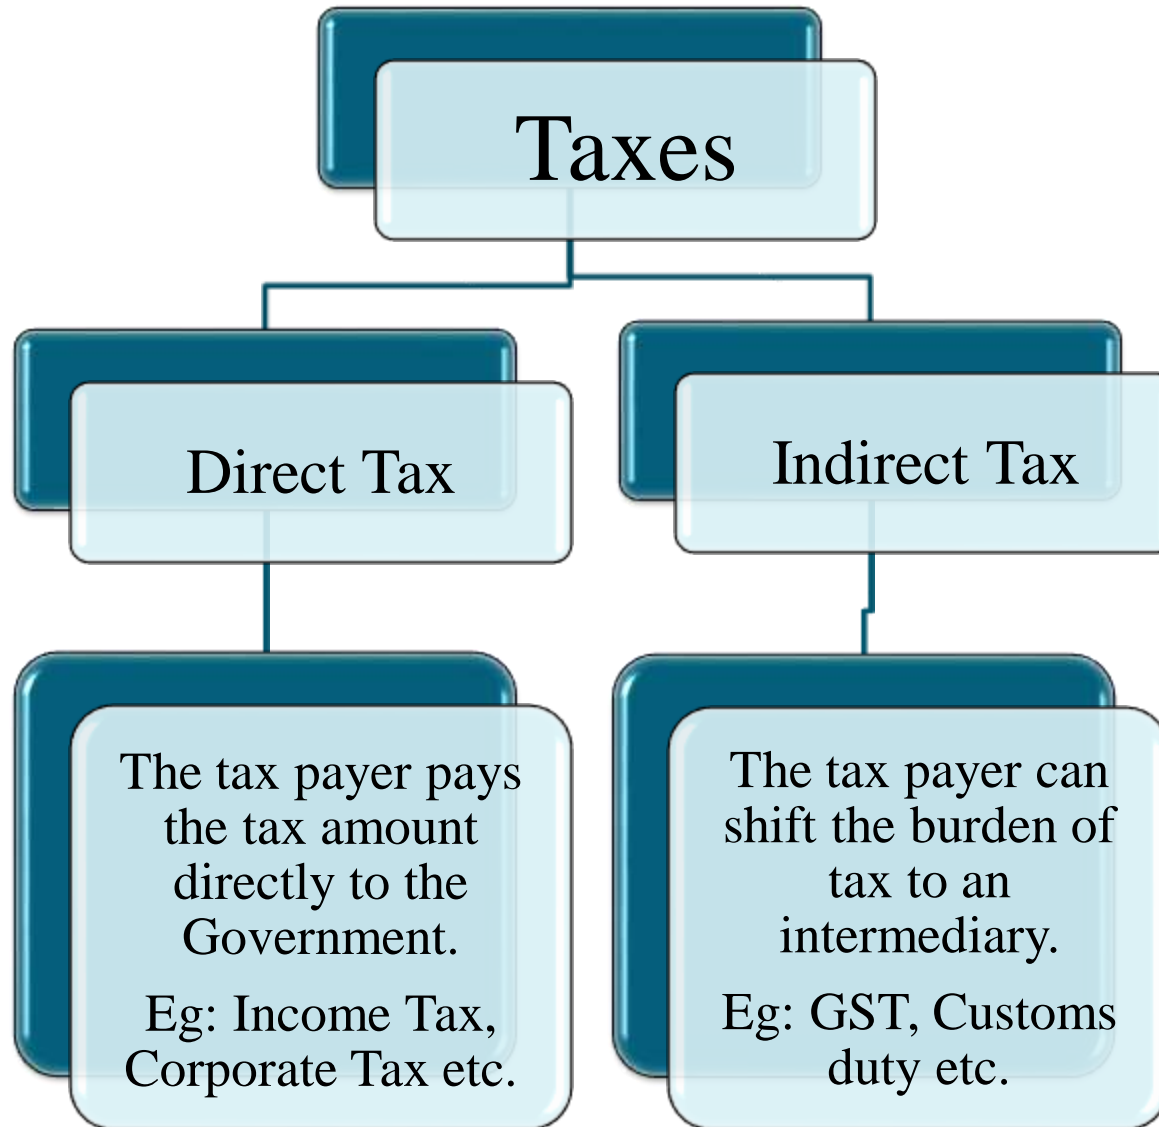 Taxes
Direct Tax
Indirect Tax
The tax payer pays
the tax amount
directly to the
Government.
Eg: Income Tax,
Corporate Tax etc.
The tax payer can
shift the burden of
tax to an
intermediary.
Eg: GST, Customs
duty etc.